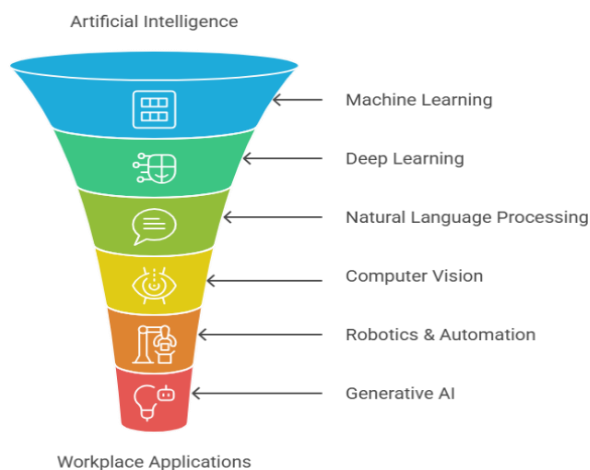 Artificial Intelligence
Machine Learning
Deep Learning
Natural Language Processing
Computer Vision
Robotics & Automation
Generative AI
Workplace Applications